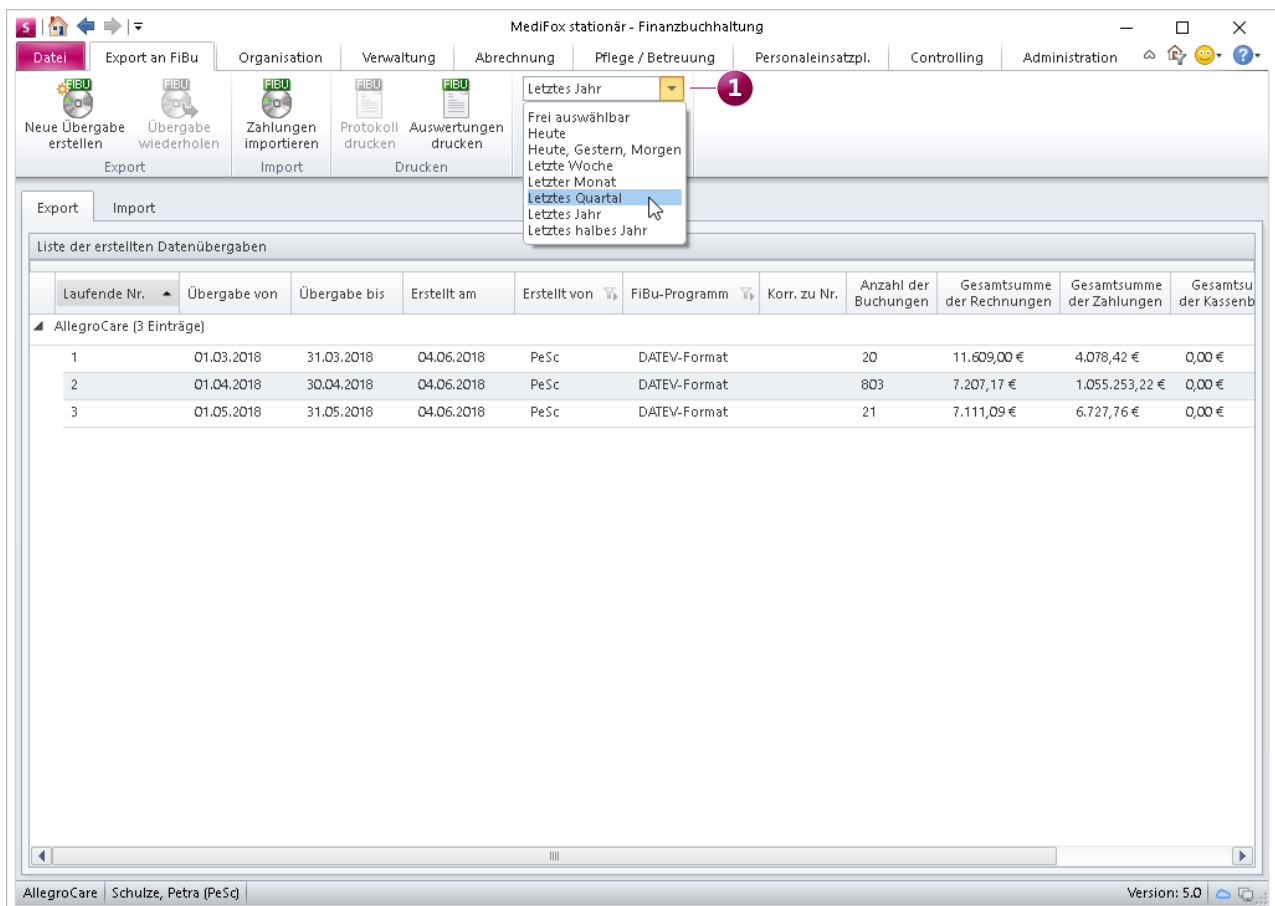 S
MediFox stationär - Finanzbuchhaltung
Datei Export an FiBu Organisation Verwaltung Abrechnung Pflege / Betreuung Personaleinsatzpl. Controlling Administration ?
FIBU FIBU FIBU FIBU FIBU
Neue Übergabe erstellen
Übergabe wiederholen
Zahlungen importieren
Protokoll drucken
Auswertungen drucken
Export Import Drucken
Letztes Jahr
1
Frei auswählbar
Heute
Heute, Gestern, Morgen
Letzte Woche
Letzter Monat
Letztes Quartal
Letztes Jahr
Letztes halbes Jahr
Export Import
Liste der erstellten Datenübergaben
Laufende Nr. Übergabe von Übergabe bis Erstellt am Erstellt von FiBu-Programm Korr. zu Nr. Anzahl der Buchungen Gesamtsumme der Rechnungen Gesamtsumme der Zahlungen Gesamtsu der Kassenb
AllegroCare (3 Einträge)
1 01.03.2018 31.03.2018 04.06.2018 PeSc DATEV-Format 20 11.609,00 € 4.078,42 € 0,00 €
2 01.04.2018 30.04.2018 04.06.2018 PeSc DATEV-Format 803 7.207,17 € 1.055.253,22 € 0,00 €
3 01.05.2018 31.05.2018 04.06.2018 PeSc DATEV-Format 21 7.111,09 € 6.727,76 € 0,00 €
AllegroCare Schulze, Petra (PeSc) Version: 5.0